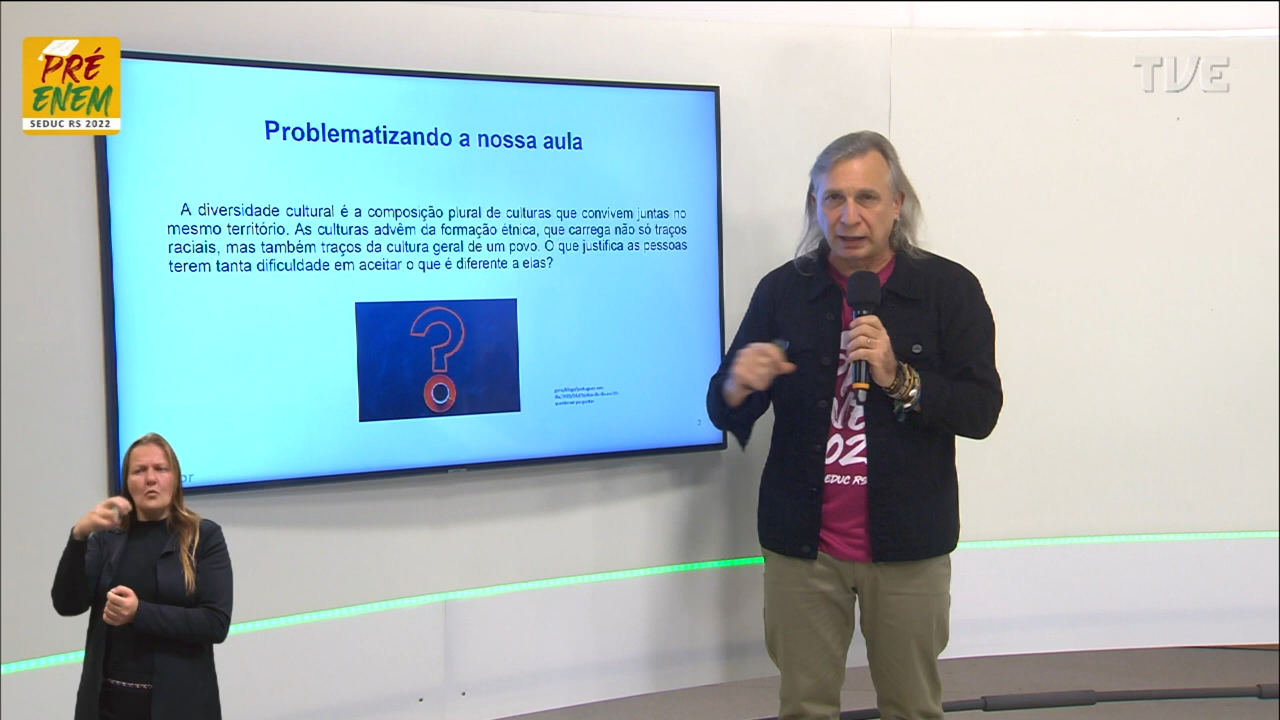 PRÉ
ENEM
SEDUC RS 2022
TVE
Problematizando a nossa aula
A diversidade cultural é a composição plural de culturas que convivem juntas no
mesmo território. As culturas advêm da formação étnica, que carrega não só traços
raciais, mas também traços da cultura geral de um povo. O que justifica as pessoas
terem tanta dificuldade em aceitar o que é diferente a elas?
2
EDUC RS